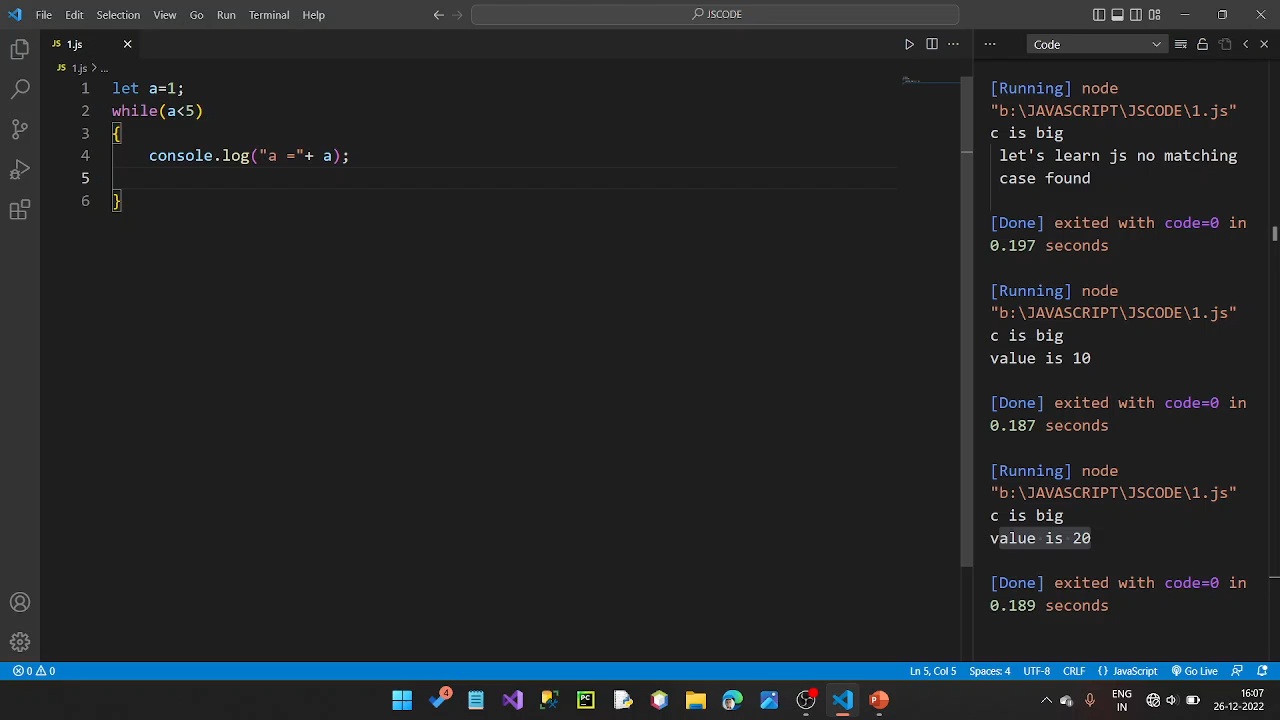 File Edit Selection View Go Run Terminal Help
JSCODE
JS 1.js
Code
JS 1.js > ...
1 let a=1;
2 while(a<5)
3 {
4 console.log("a ="+ a);
5
6 }
[Running] node
"b:\JAVASCRIPT\JSCODE\1.js"
c is big
let's learn js no matching
case found
[Done] exited with code=0 in
0.197 seconds
[Running] node
"b:\JAVASCRIPT\JSCODE\1.js"
c is big
value is 10
[Done] exited with code=0 in
0.187 seconds
[Running] node
"b:\JAVASCRIPT\JSCODE\1.js"
c is big
value is 20
[Done] exited with code=0 in
0.189 seconds
0 0
Ln 5, Col 5 Spaces: 4 UTF-8 CRLF {} JavaScript Go Live
4
PC
ENG
IN
16:07
26-12-2022